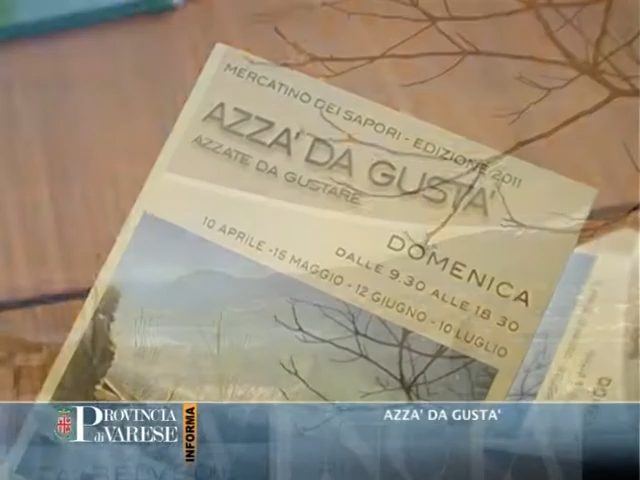 MERCATINO DEI SAPORI - EDIZIONE 2011
AZZA' DA GUSTA'
AZZATE DA GUSTARE
DOMENICA
DALLE 9.30 ALLE 18.30
10 APRILE - 15 MAGGIO - 12 GIUGNO - 10 LUGLIO
PROVINCIA
di VARESE
INFORMA
AZZA' DA GUSTA'